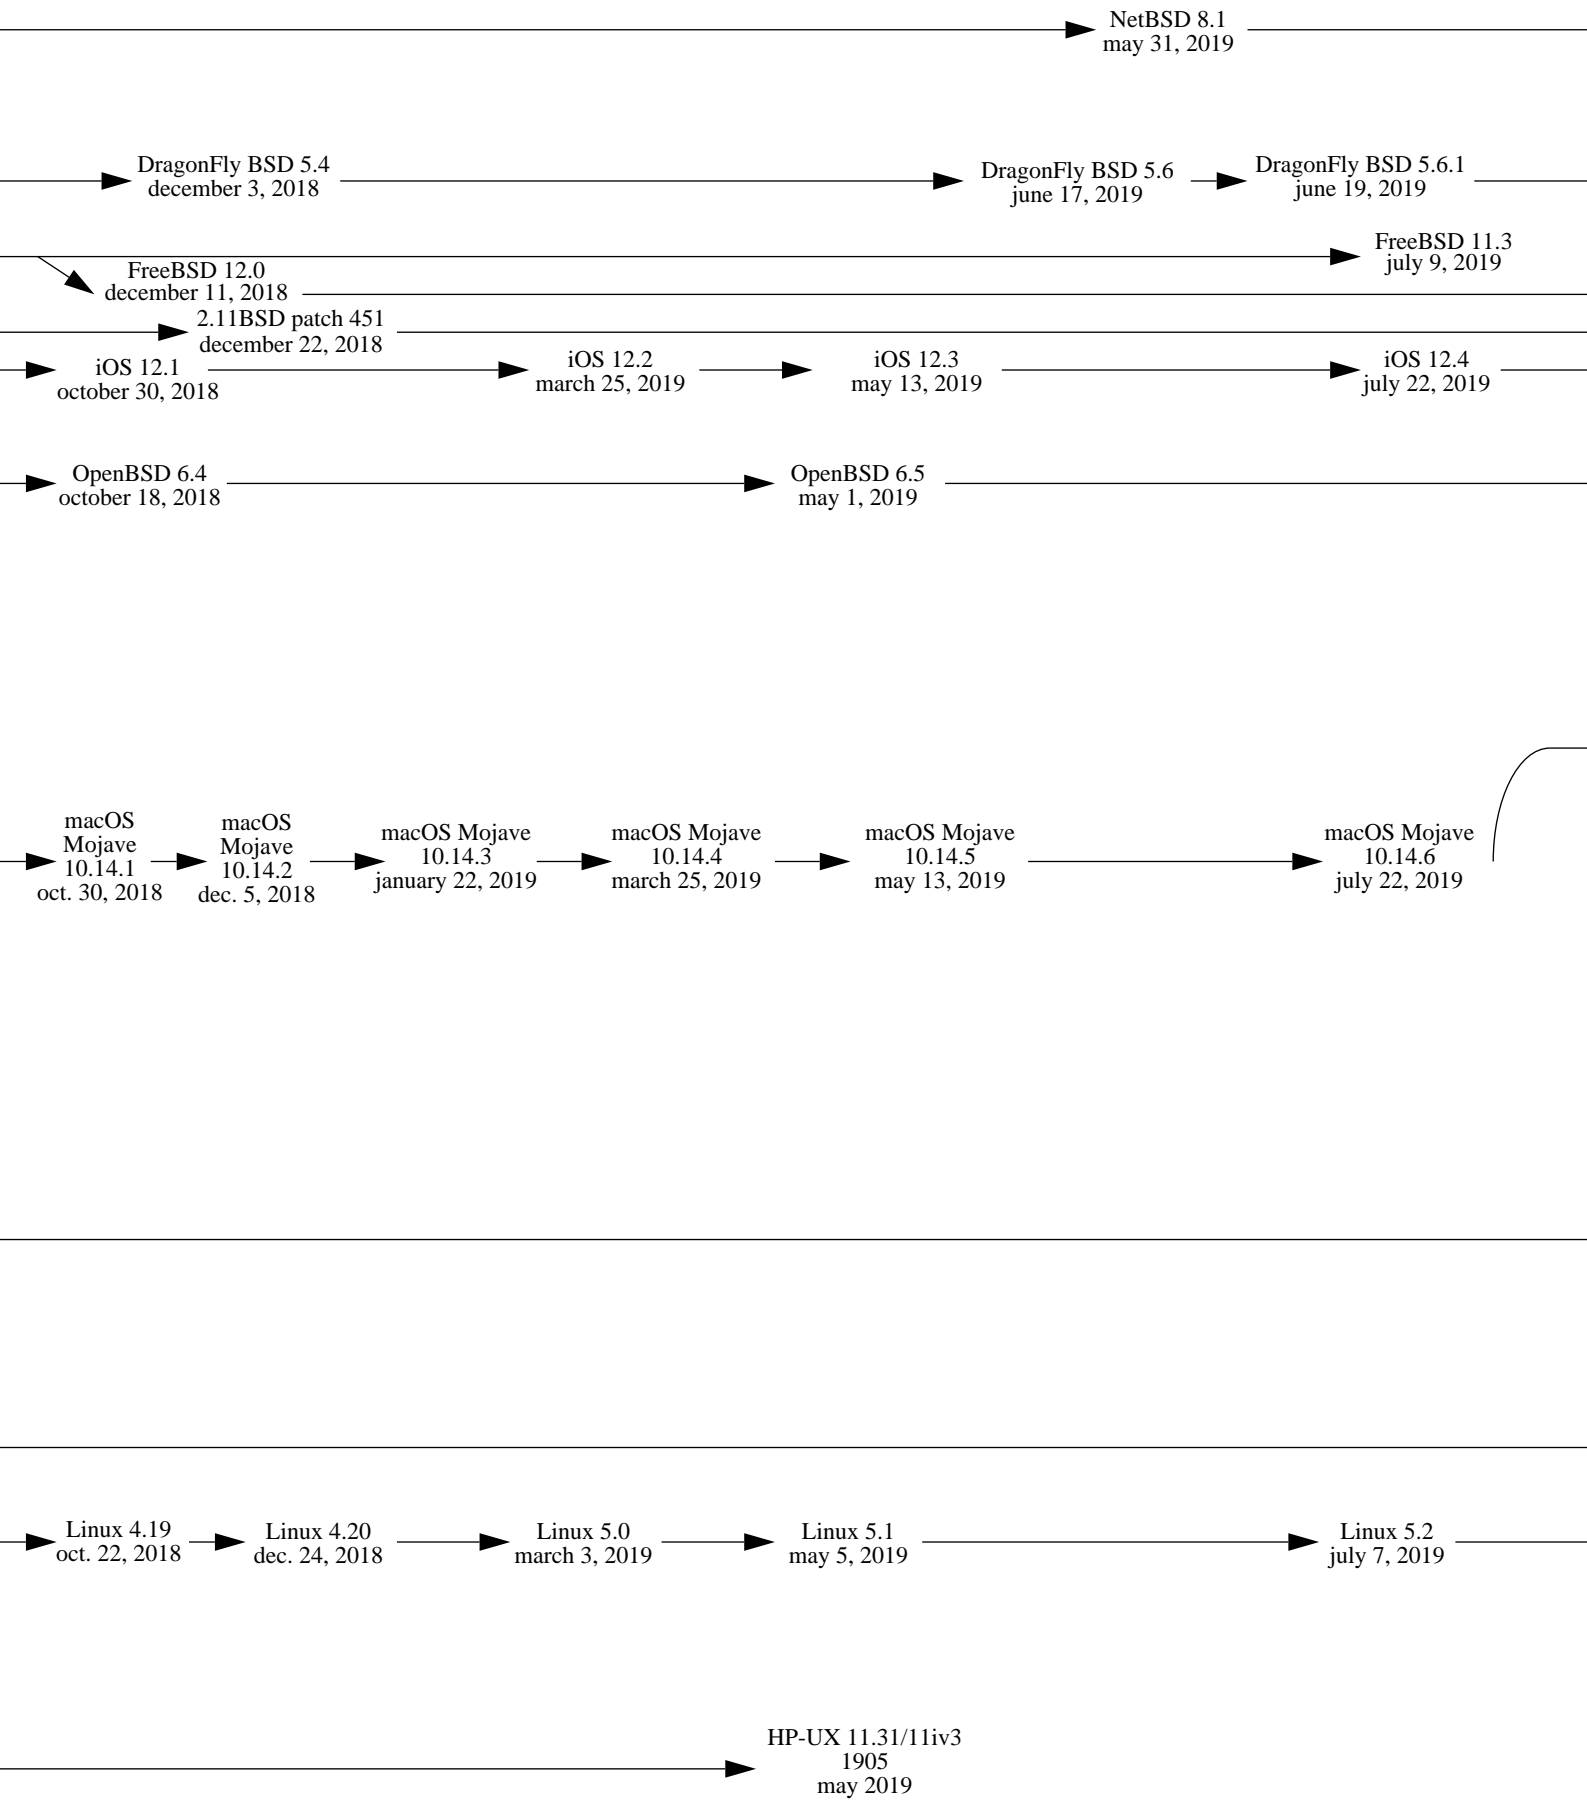 NetBSD 8.1
may 31, 2019
DragonFly BSD 5.4
december 3, 2018
DragonFly BSD 5.6
june 17, 2019
DragonFly BSD 5.6.1
june 19, 2019
FreeBSD 11.3
july 9, 2019
FreeBSD 12.0
december 11, 2018
2.11BSD patch 451
december 22, 2018
iOS 12.1
october 30, 2018
iOS 12.2
march 25, 2019
iOS 12.3
may 13, 2019
iOS 12.4
july 22, 2019
OpenBSD 6.4
october 18, 2018
OpenBSD 6.5
may 1, 2019
macOS
Mojave
10.14.1
oct. 30, 2018
macOS
Mojave
10.14.2
dec. 5, 2018
macOS Mojave
10.14.3
january 22, 2019
macOS Mojave
10.14.4
march 25, 2019
macOS Mojave
10.14.5
may 13, 2019
macOS Mojave
10.14.6
july 22, 2019
Linux 4.19
oct. 22, 2018
Linux 4.20
dec. 24, 2018
Linux 5.0
march 3, 2019
Linux 5.1
may 5, 2019
Linux 5.2
july 7, 2019
HP-UX 11.31/11iv3
1905
may 2019